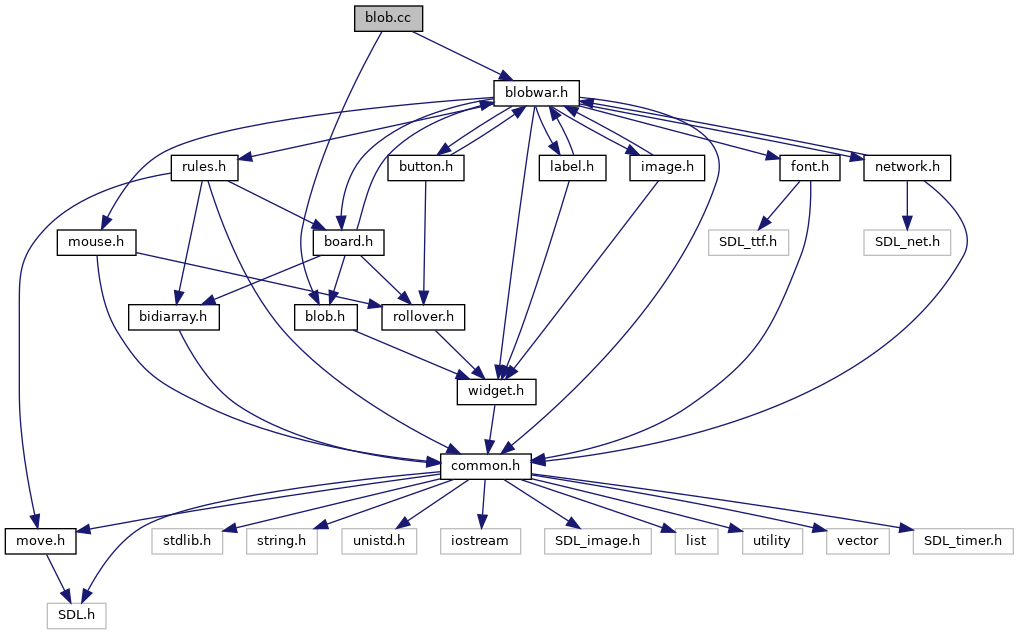 blob.cc
blobwar.h
rules.h
button.h
label.h
image.h
font.h
network.h
mouse.h
board.h
SDL_ttf.h
SDL_net.h
bidiarray.h
blob.h
rollover.h
widget.h
common.h
move.h
stdlib.h
string.h
unistd.h
iostream
SDL_image.h
list
utility
vector
SDL_timer.h
SDL.h